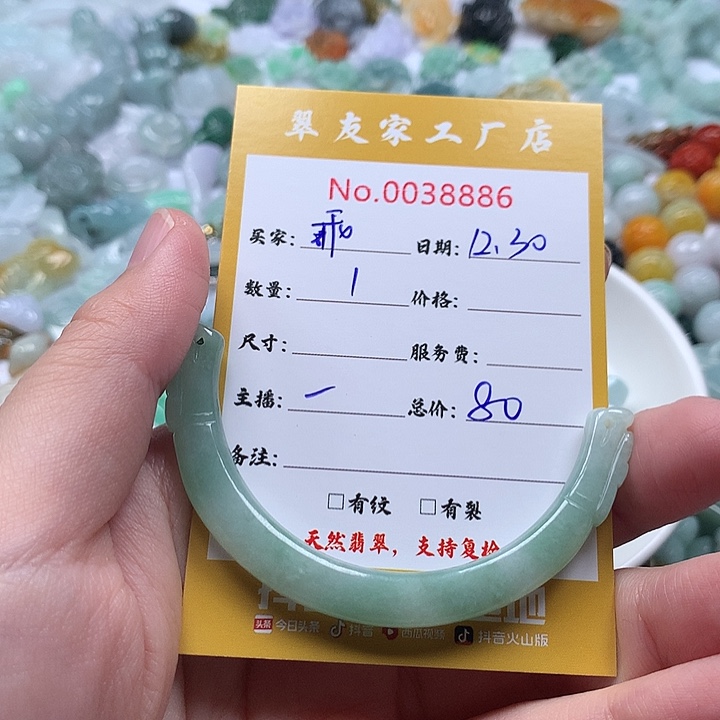 翠友家工厂店
No.0038886
买家: 日期: 12.30
数量: 1 价格:
尺寸: 服务费:
主播: 一 总价: 80
备注:
□有纹 □有裂
天然翡翠，支持复检
头条 今日头条 抖音 西瓜视频 抖音火山版